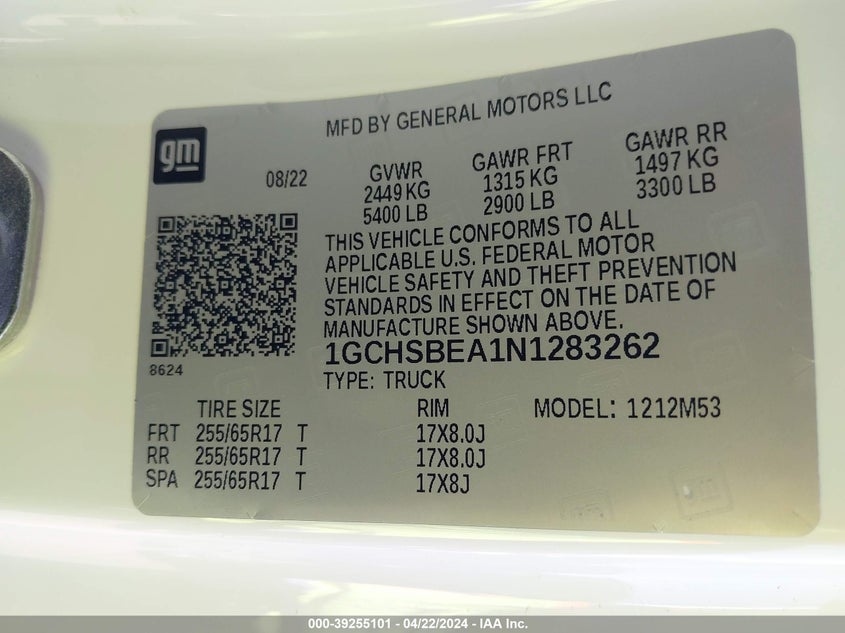 MFD BY GENERAL MOTORS LLC
gm
08/22
GVWR GAWR FRT GAWR RR
2449 KG 1315 KG 1497 KG
5400 LB 2900 LB 3300 LB
THIS VEHICLE CONFORMS TO ALL
APPLICABLE U.S. FEDERAL MOTOR
VEHICLE SAFETY AND THEFT PREVENTION
STANDARDS IN EFFECT ON THE DATE OF
MANUFACTURE SHOWN ABOVE.
1GCHSBEA1N1283262
8624
TYPE: TRUCK
TIRE SIZE RIM MODEL: 1212M53
FRT 255/65R17 T 17X8.0J
RR 255/65R17 T 17X8.0J
SPA 255/65R17 T 17X8J
000-39255101 - 04/22/2024 - IAA Inc.